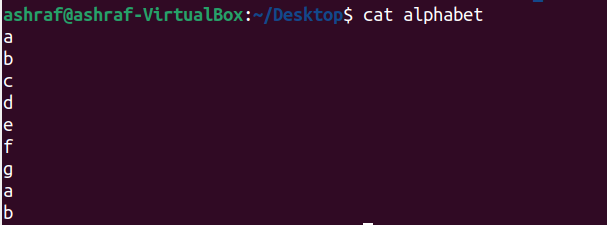 ashraf@ashraf-VirtualBox:~/Desktop$ cat alphabet
a
b
c
d
e
f
g
a
b